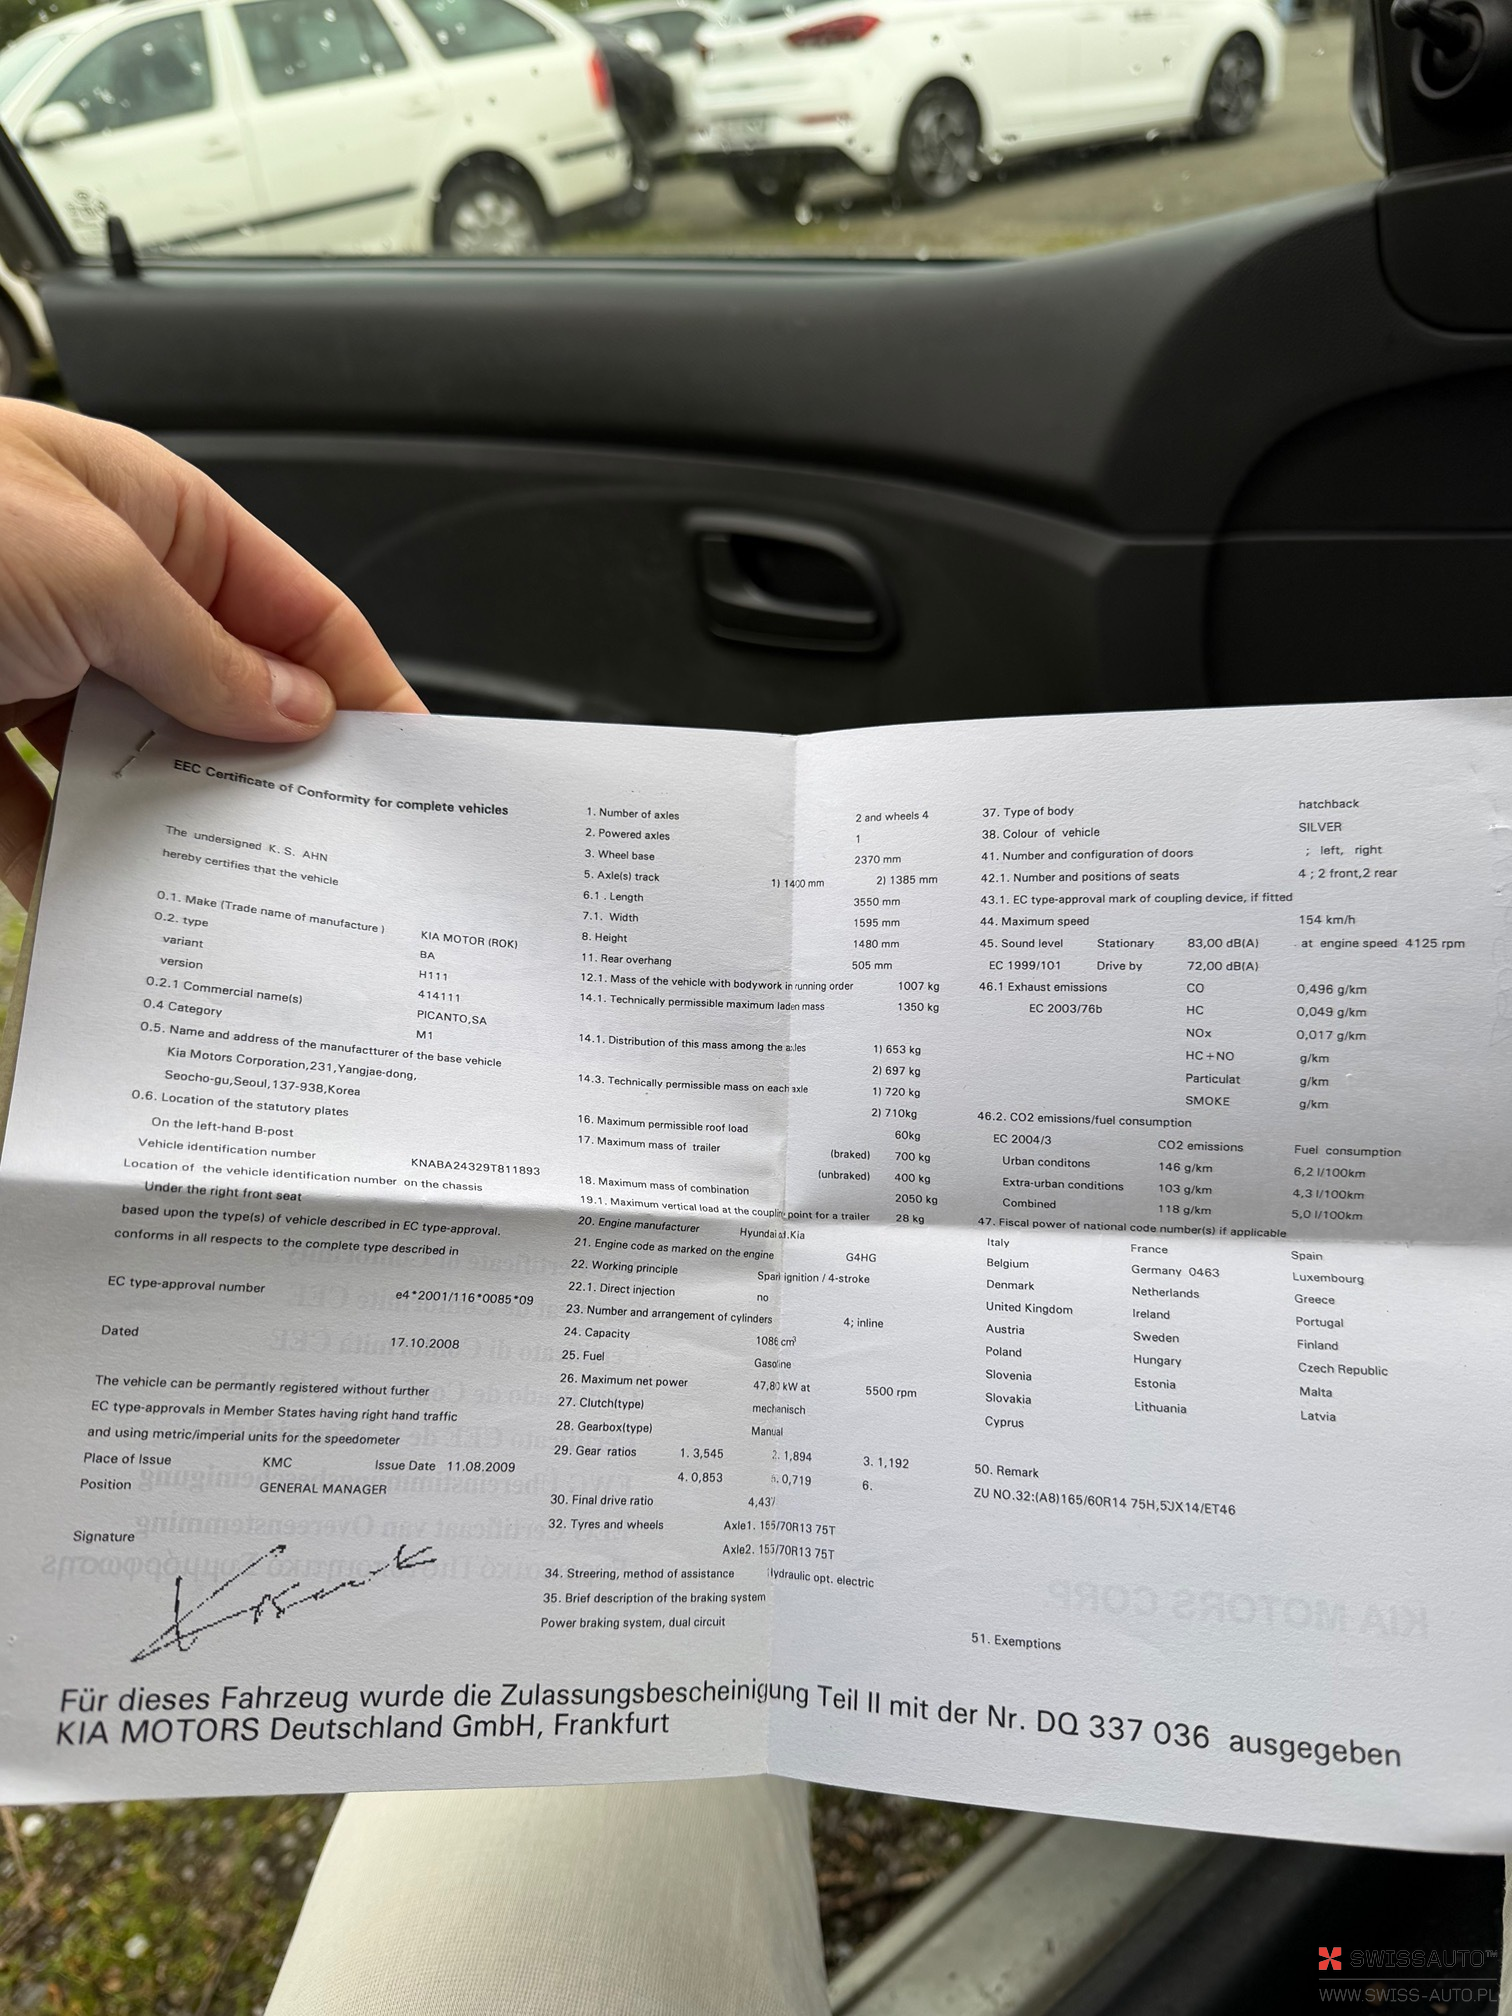 EEC Certificate of Conformity for complete vehicles
The undersigned K. S. AHN
hereby certifies that the vehicle
0.1. Make (Trade name of manufacture ) KIA MOTOR (ROK)
0.2. type BA
variant H111
version 414111
0.2.1 Commercial name(s) PICANTO,SA
0.4 Category M1
0.5. Name and address of the manufactturer of the base vehicle
Kia Motors Corporation,231,Yangjae-dong,
Seocho-gu,Seoul,137-938,Korea
0.6. Location of the statutory plates
On the left-hand B-post
Vehicle identification number KNABA24329T811893
Location of the vehicle identification number on the chassis
Under the right front seat
based upon the type(s) of vehicle described in EC type-approval.
conforms in all respects to the complete type described in
EC type-approval number e4*2001/116*0085*09
Dated 17.10.2008
The vehicle can be permantly registered without further
EC type-approvals in Member States having right hand traffic
and using metric/imperial units for the speedometer
Place of Issue KMC Issue Date 11.08.2009
Position GENERAL MANAGER
Signature
1. Number of axles 2 and wheels 4
2. Powered axles 1
3. Wheel base 2370 mm
5. Axle(s) track 1) 1400 mm 2) 1385 mm
6.1 . Length 3550 mm
7.1. Width 1595 mm
8. Height 1480 mm
11. Rear overhang 505 mm
12.1. Mass of the vehicle with bodywork in running order 1007 kg
14.1. Technically permissible maximum laden mass 1350 kg
14.1. Distribution of this mass among the axles 1) 653 kg
2) 697 kg
14.3. Technically permissible mass on each axle 1) 720 kg
2) 710kg
16. Maximum permissible roof load 60kg
17. Maximum mass of trailer (braked) 700 kg
(unbraked) 400 kg
18. Maximum mass of combination 2050 kg
19.1. Maximum vertical load at the coupling point for a trailer 28 kg
20. Engine manufacturer Hyundai of.Kia
21. Engine code as marked on the engine G4HG
22. Working principle Spark ignition / 4-stroke
22.1. Direct injection no
23. Number and arrangement of cylinders 4; inline
24. Capacity 1086 cm³
25. Fuel Gasoline
26. Maximum net power 47,80 kW at 5500 rpm
27. Clutch(type) mechanisch
28. Gearbox(type) Manual
29. Gear ratios 1. 3,545 2. 1,894 3. 1,192
4. 0,853 5. 0,719 6.
30. Final drive ratio 4,437
32. Tyres and wheels Axle1. 155/70R13 75T
Axle2. 155/70R13 75T
34. Streering, method of assistance Hydraulic opt. electric
35. Brief description of the braking system
Power braking system, dual circuit
37. Type of body hatchback
38. Colour of vehicle SILVER
41. Number and configuration of doors ; left, right
42.1. Number and positions of seats 4 ; 2 front,2 rear
43.1. EC type-approval mark of coupling device, if fitted
44. Maximum speed 154 km/h
45. Sound level Stationary 83,00 dB(A) . at engine speed 4125 rpm
EC 1999/101 Drive by 72,00 dB(A)
46.1 Exhaust emissions CO 0,496 g/km
EC 2003/76b HC 0,049 g/km
NOx 0,017 g/km
HC+NO g/km
Particulat g/km
SMOKE g/km
46.2. CO2 emissions/fuel consumption
EC 2004/3 CO2 emissions Fuel consumption
Urban conditons 146 g/km 6,2 l/100km
Extra-urban conditions 103 g/km 4,3 l/100km
Combined 118 g/km 5,0 l/100km
47. Fiscal power of national code number(s) if applicable
Italy France Spain
Belgium Germany 0463 Luxembourg
Denmark Netherlands Greece
United Kingdom Ireland Portugal
Austria Sweden Finland
Poland Hungary Czech Republic
Slovenia Estonia Malta
Slovakia Lithuania Latvia
Cyprus
50. Remark
ZU NO.32:(A8)165/60R14 75H,5JX14/ET46
51. Exemptions
Für dieses Fahrzeug wurde die Zulassungsbescheinigung Teil II mit der Nr. DQ 337 036 ausgegeben
KIA MOTORS Deutschland GmbH, Frankfurt
SWISSAUTO™
WWW.SWISS-AUTO.PL